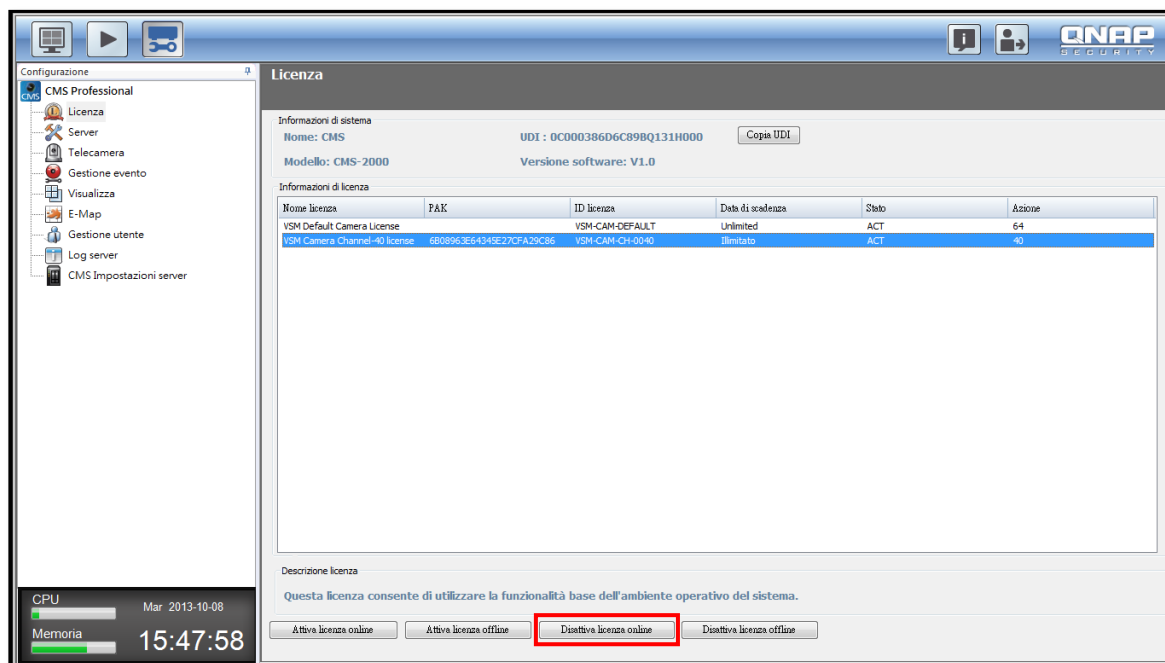 QNAP
SECURITY
Configurazione
CMS
CMS Professional
Licenza
Server
Telecamera
Gestione evento
Visualizza
E-Map
Gestione utente
Log server
CMS Impostazioni server
CPU
Mar 2013-10-08
Memoria
15:47:58
Licenza
Informazioni di sistema
Nome: CMS UDI : 0C000386D6C89BQ131H000 Copia UDI
Modello: CMS-2000 Versione software: V1.0
Informazioni di licenza
Nome licenza PAK ID licenza Data di scadenza Stato Azione
VSM Default Camera License VSM-CAM-DEFAULT Unlimited ACT 64
VSM Camera Channel-40 license 6B08963E64345E27CFA29C86 VSM-CAM-CH-0040 Illimitato ACT 40
Descrizione licenza
Questa licenza consente di utilizzare la funzionalità base dell'ambiente operativo del sistema.
Attiva licenza online Attiva licenza offline Disattiva licenza online Disattiva licenza offline